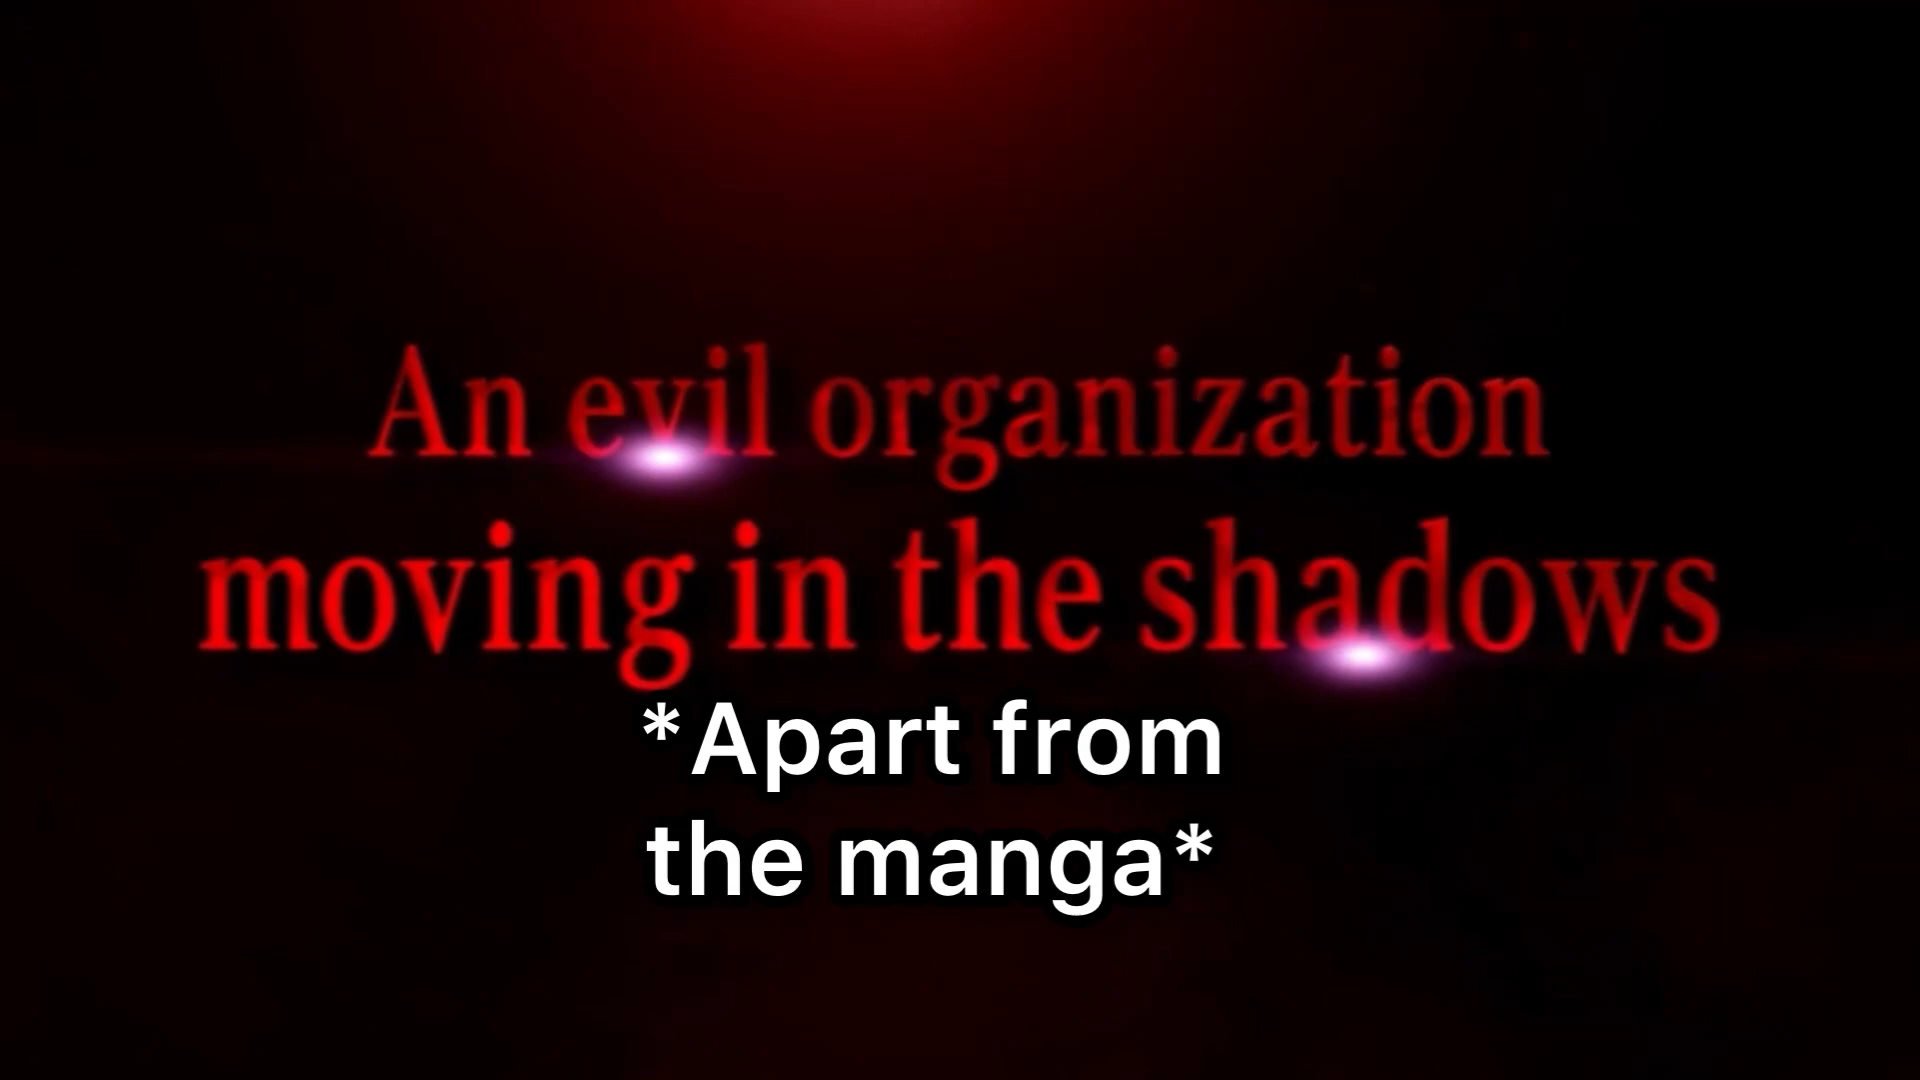 An evil organization
moving in the shadows
*Apart from
the manga*